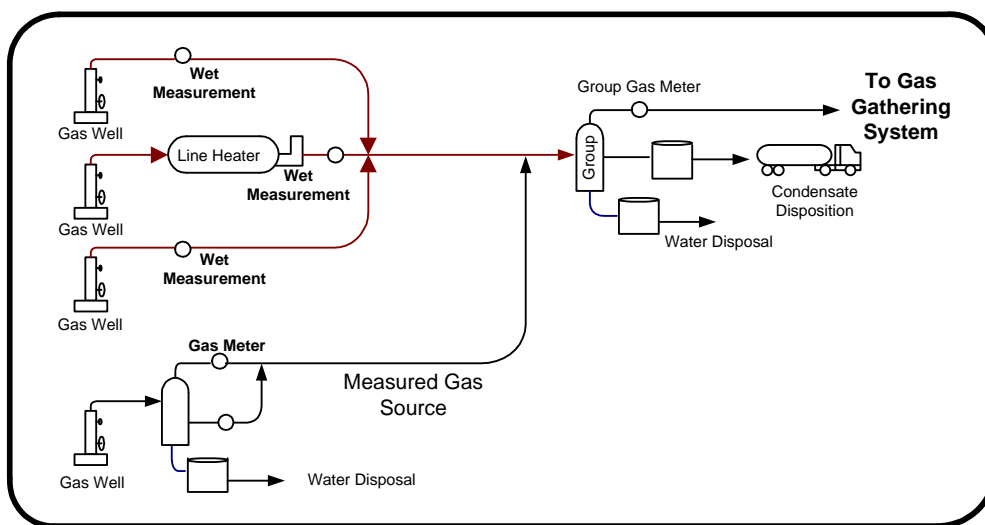 Wet
Measurement
Gas Well
Line Heater
Wet
Measurement
Gas Well
Wet
Measurement
Gas Well
Group Gas Meter
To Gas
Gathering
System
Group
Condensate
Disposition
Water Disposal
Gas Meter
Measured Gas
Source
Gas Well
Water Disposal